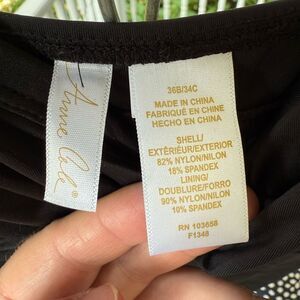 Anne Cole®
36B/34C
MADE IN CHINA
FABRIQUÉ EN CHINE
HECHO EN CHINA
SHELL/
EXTÉRIEUR/EXTERIOR
82% NYLON/NILON
18% SPANDEX
LINING/
DOUBLURE/FORRO
90% NYLON/NILON
10% SPANDEX
RN 103658
F1348